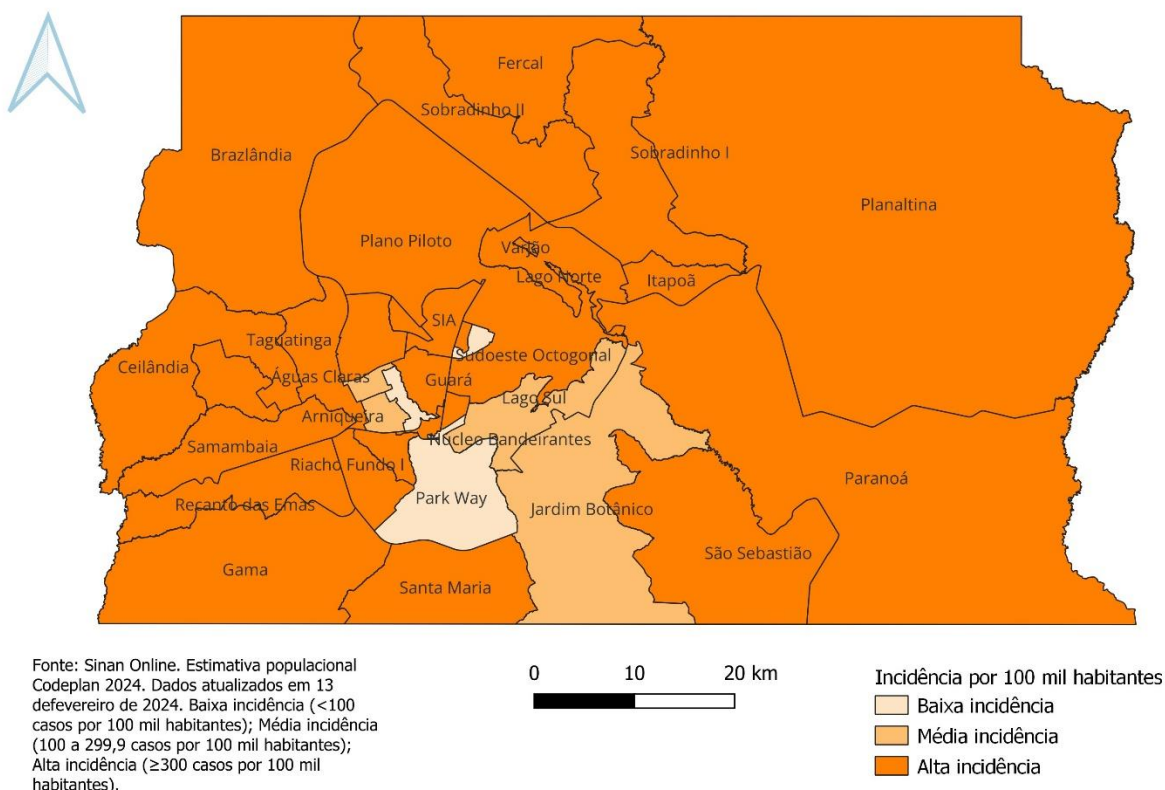 Fercal
Sobradinho II
Brazlândia
Sobradinho I
Planaltina
Plano Piloto
Varjão
Lago Norte
Itapoã
SIA
Taguatinga
Sudoeste Octogonal
Ceilândia
Águas Claras
Guará
Lago Sul
Arniqueira
Núcleo Bandeirantes
Samambaia
Riacho Fundo I
Paranoá
Park Way
Recanto das Emas
Jardim Botânico
São Sebastião
Gama
Santa Maria
Fonte: Sinan Online. Estimativa populacional
Codeplan 2024. Dados atualizados em 13
defevereiro de 2024. Baixa incidência (<100
casos por 100 mil habitantes); Média incidência
(100 a 299,9 casos por 100 mil habitantes);
Alta incidência (≥300 casos por 100 mil
habitantes).
0 10 20 km
Incidência por 100 mil habitantes
Baixa incidência
Média incidência
Alta incidência